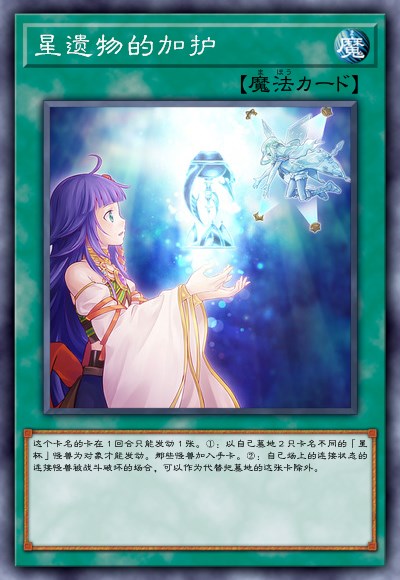 星遗物的加护
魔
【魔法カード】
这个卡名的卡在1回合只能发动1张。①：以自己墓地2只卡名不同的「星
杯」怪兽为对象才能发动。那些怪兽加入手卡。②：自己场上的连接状态的
连接怪兽被战斗破坏的场合，可以作为代替把墓地的这张卡除外。